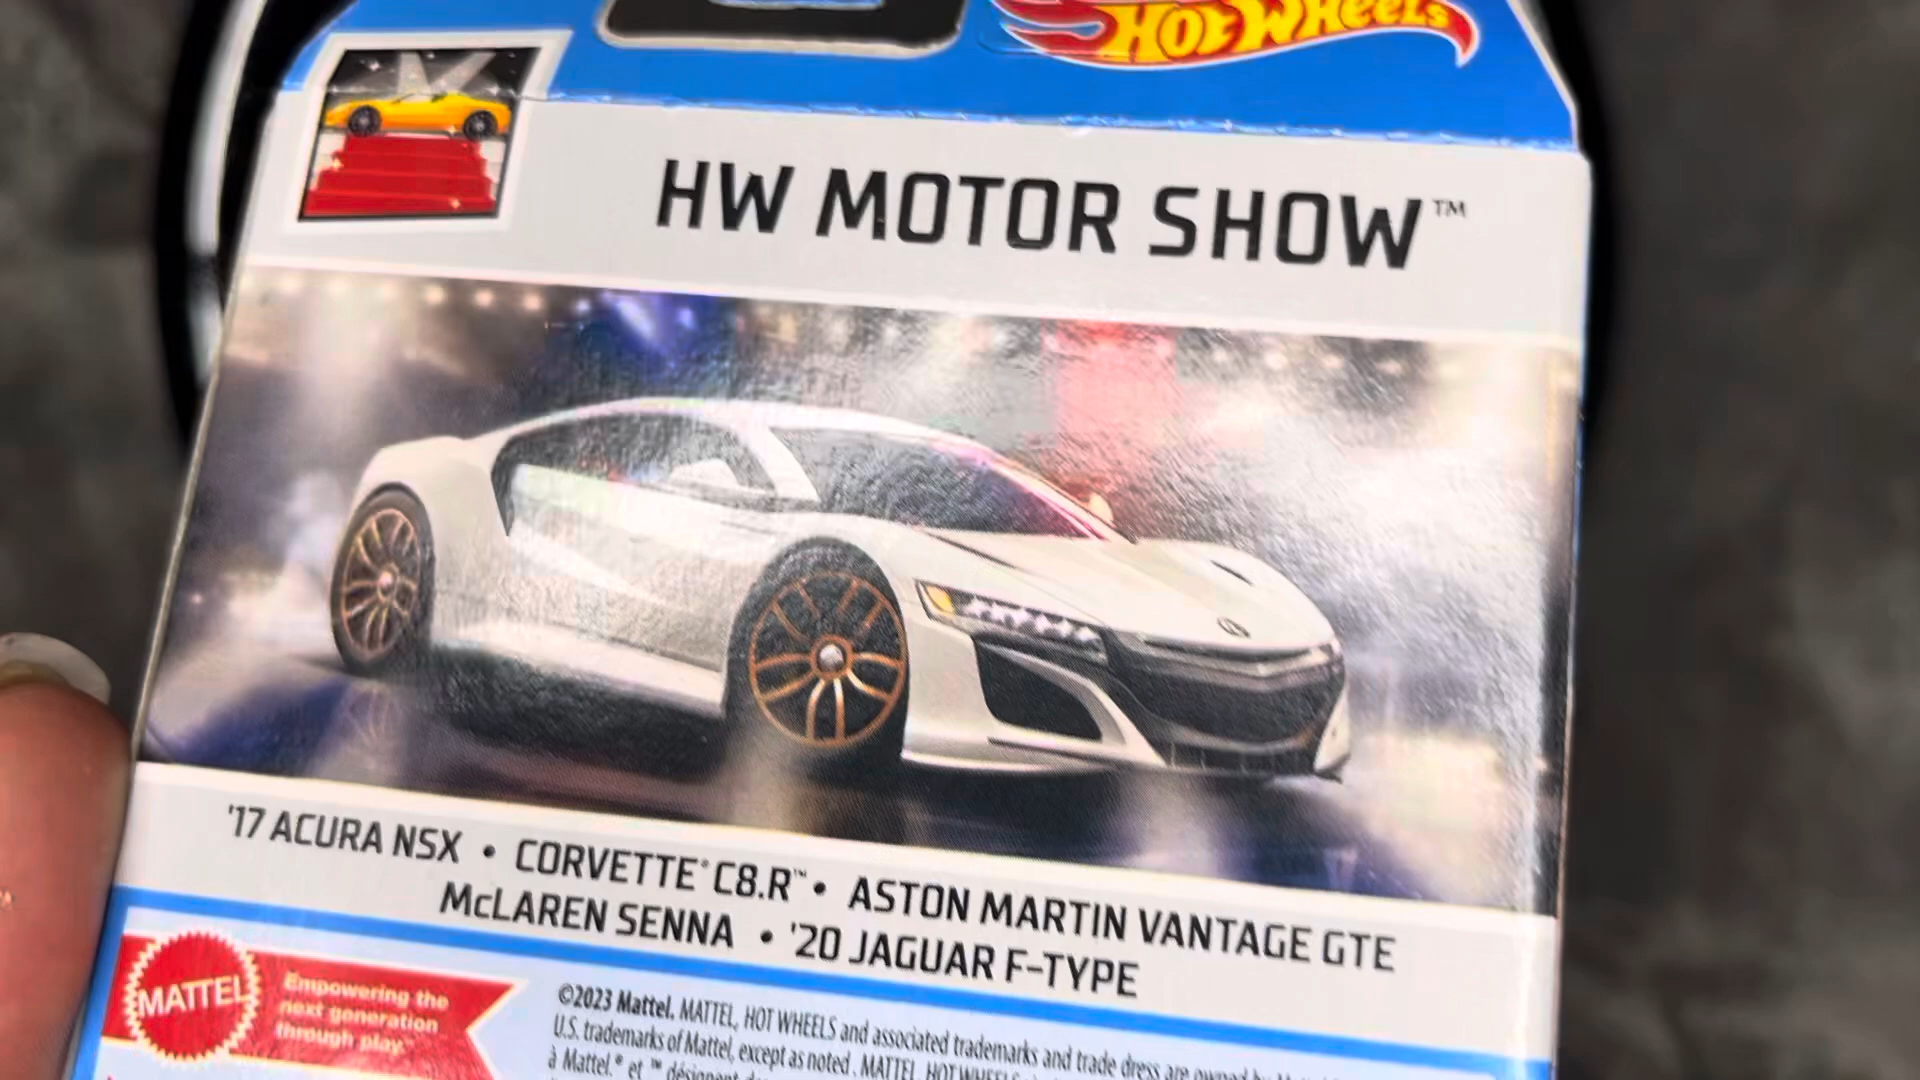 HOT WHEELS
HW MOTOR SHOW™
'17 ACURA NSX • CORVETTE® C8.R™ • ASTON MARTIN VANTAGE GTE
McLAREN SENNA • '20 JAGUAR F-TYPE
MATTEL
Empowering the
next generation
through play.™
©2023 Mattel. MATTEL, HOT WHEELS and associated trademarks and trade dress are owned by
U.S. trademarks of Mattel, except as noted. MATTEL, HOT WHEELS
à Mattel.® et ™ désignent